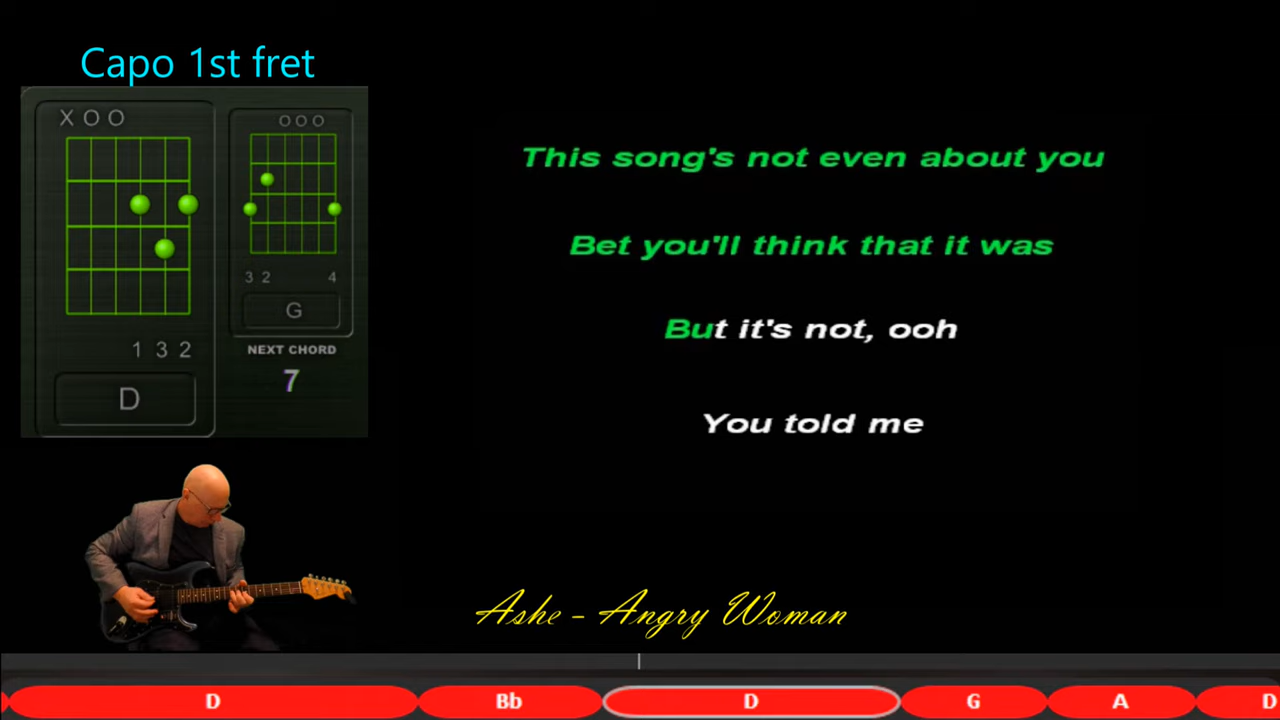 Capo 1st fret
X O O
O O O
3 2 4
G
NEXT CHORD
7
1 3 2
D
This song's not even about you
Bet you'll think that it was
But it's not, ooh
You told me
Ashe - Angry Woman
D Bb D G A D